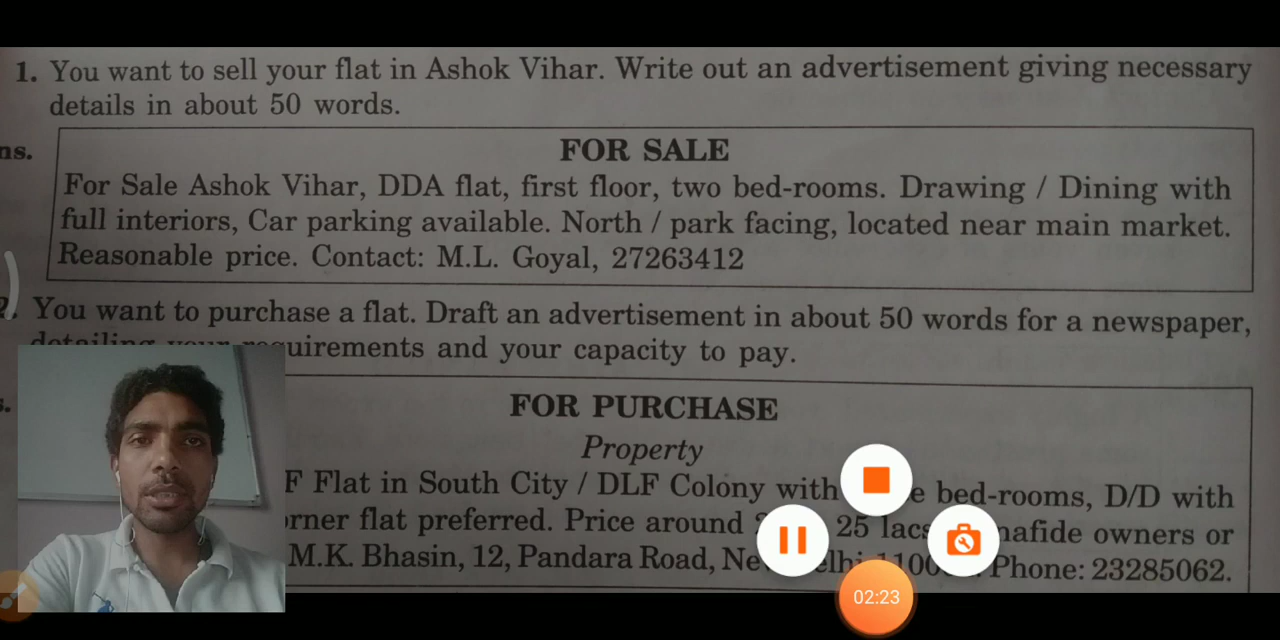 1. You want to sell your flat in Ashok Vihar. Write out an advertisement giving necessary
details in about 50 words.
ns.
FOR SALE
For Sale Ashok Vihar, DDA flat, first floor, two bed-rooms. Drawing / Dining with
full interiors, Car parking available. North / park facing, located near main market.
Reasonable price. Contact: M.L. Goyal, 27263412
You want to purchase a flat. Draft an advertisement in about 50 words for a newspaper,
detailing your requirements and your capacity to pay.
s.
FOR PURCHASE
Property
F Flat in South City / DLF Colony with bed-rooms, D/D with
flat preferred. Price around 25 lacs owners or
M.K. Bhasin, 12, Pandara Road, Phone: 23285062.
02:23